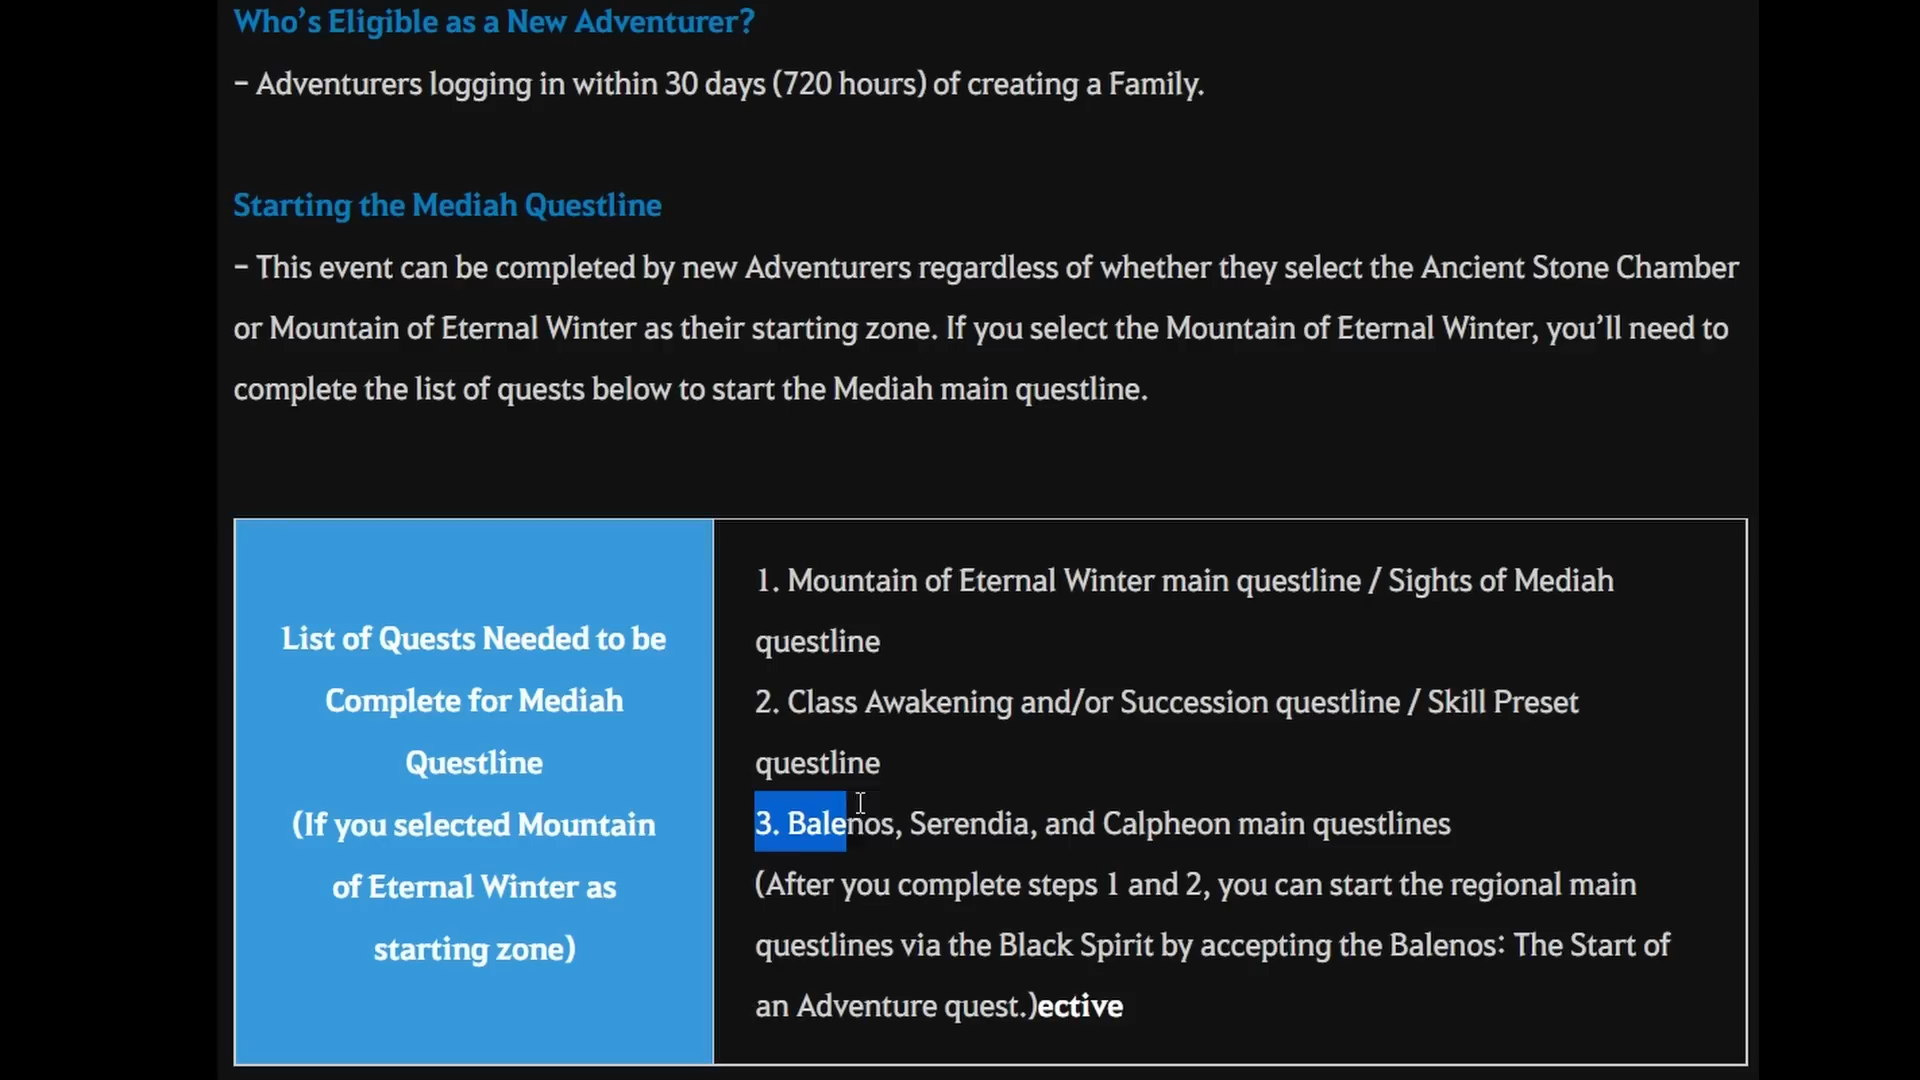 Who’s Eligible as a New Adventurer?
– Adventurers logging in within 30 days (720 hours) of creating a Family.
Starting the Mediah Questline
– This event can be completed by new Adventurers regardless of whether they select the Ancient Stone Chamber
or Mountain of Eternal Winter as their starting zone. If you select the Mountain of Eternal Winter, you’ll need to
complete the list of quests below to start the Mediah main questline.
List of Quests Needed to be
Complete for Mediah
Questline
(If you selected Mountain
of Eternal Winter as
starting zone)
1. Mountain of Eternal Winter main questline / Sights of Mediah
questline
2. Class Awakening and/or Succession questline / Skill Preset
questline
3. Balenos, Serendia, and Calpheon main questlines
(After you complete steps 1 and 2, you can start the regional main
questlines via the Black Spirit by accepting the Balenos: The Start of
an Adventure quest.)ective